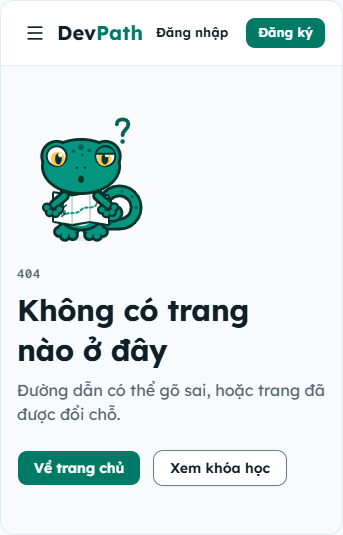 DevPath Đăng nhập Đăng ký
?
404
Không có trang
nào ở đây
Đường dẫn có thể gõ sai, hoặc trang đã
được đổi chỗ.
Về trang chủ Xem khóa học